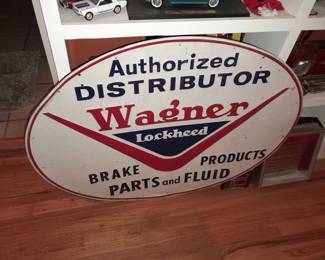 Authorized
DISTRIBUTOR
Wagner
Lockheed
BRAKE PRODUCTS
PARTS and FLUID